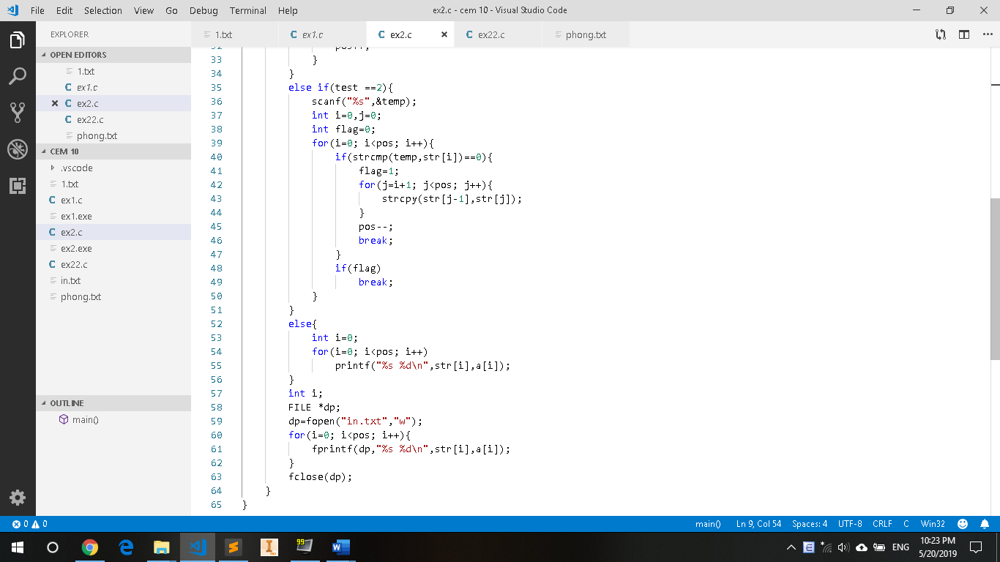 File Edit Selection View Go Debug Terminal Help ex2.c - cem 10 - Visual Studio Code
EXPLORER 1.txt ex1.c ex2.c ex22.c phong.txt
OPEN EDITORS
1.txt
ex1.c
ex2.c
ex22.c
phong.txt
CEM 10
.vscode
1.txt
ex1.c
ex1.exe
ex2.c
ex2.exe
ex22.c
in.txt
phong.txt
OUTLINE
main()
33 }
34 }
35 else if(test ==2){
36 scanf("%s",&temp);
37 int i=0,j=0;
38 int flag=0;
39 for(i=0; i<pos; i++){
40 if(strcmp(temp,str[i])==0){
41 flag=1;
42 for(j=i+1; j<pos; j++){
43 strcpy(str[j-1],str[j]);
44 }
45 pos--;
46 break;
47 }
48 if(flag)
49 break;
50 }
51 }
52 else{
53 int i=0;
54 for(i=0; i<pos; i++)
55 printf("%s %d\n",str[i],a[i]);
56 }
57 int i;
58 FILE *dp;
59 dp=fopen("in.txt","w");
60 for(i=0; i<pos; i++){
61 fprintf(dp,"%s %d\n",str[i],a[i]);
62 }
63 fclose(dp);
64 }
65 }
0 0 main() Ln 9, Col 54 Spaces: 4 UTF-8 CRLF C Win32
99 ENG 10:23 PM
5/20/2019